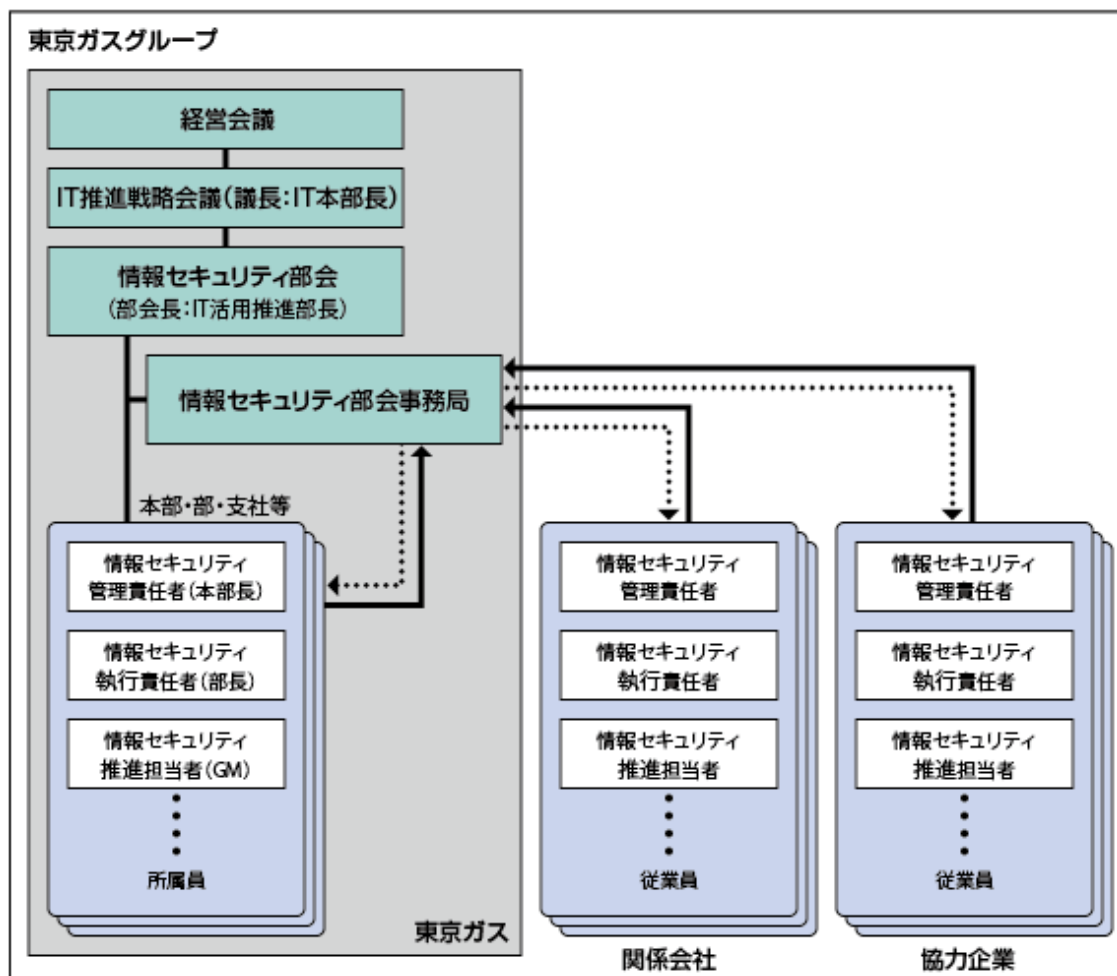 東京ガスグループ
経営会議
IT推進戦略会議(議長:IT本部長)
情報セキュリティ部会
(部会長:IT活用推進部長)
情報セキュリティ部会事務局
本部・部・支社等
情報セキュリティ
管理責任者(本部長)
情報セキュリティ
執行責任者(部長)
情報セキュリティ
推進担当者(GM)
所属員
東京ガス
情報セキュリティ
管理責任者
情報セキュリティ
執行責任者
情報セキュリティ
推進担当者
従業員
関係会社
情報セキュリティ
管理責任者
情報セキュリティ
執行責任者
情報セキュリティ
推進担当者
従業員
協力企業